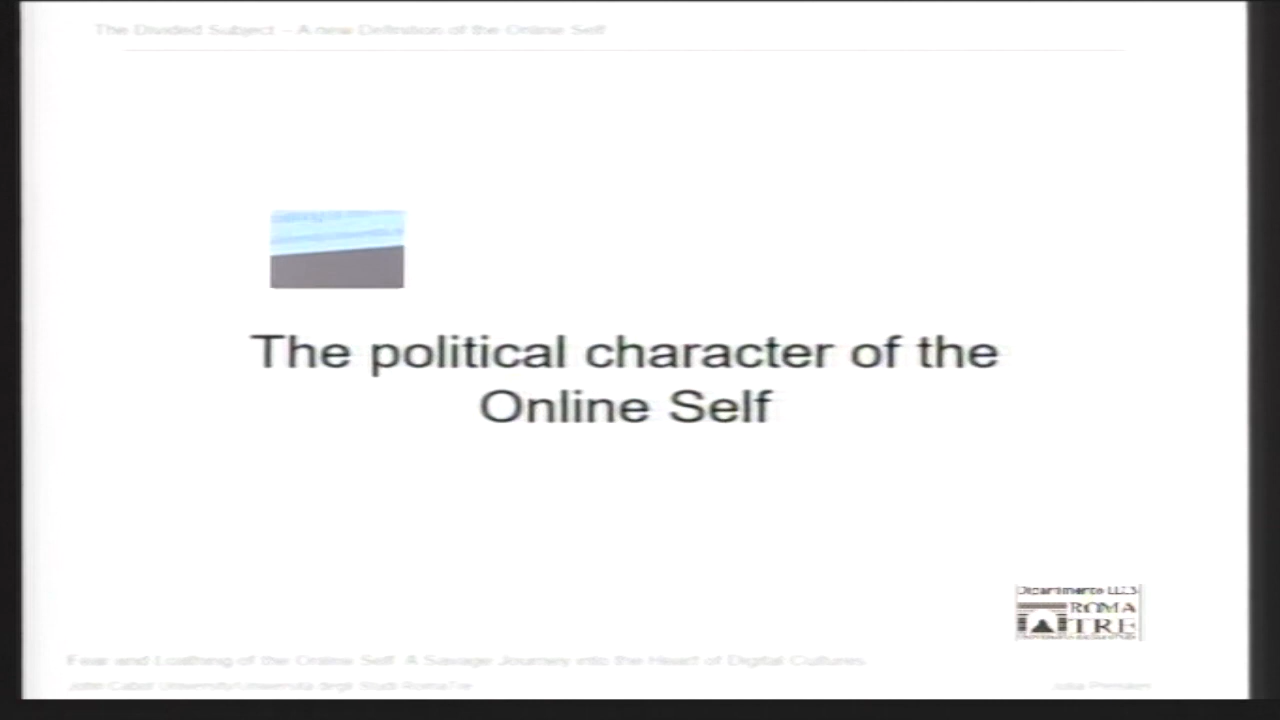 The Divided Subject - A new Definition of the Online Self
The political character of the
Online Self
Dipartimento
ROMA
TRE
Fear and Loathing of the Online Self. A Savage Journey into the Heart of Digital Cultures.
John Cabot University/Università degli Studi RomaTre